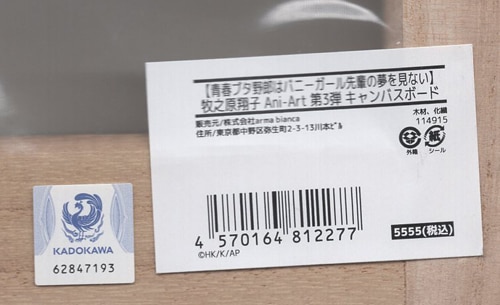 【青春ブタ野郎はバニーガール先輩の夢を見ない】
牧之原翔子 Ani-Art 第3弾 キャンバスボード
木材、化繊
114915
販売元/株式会社arma bianca
住所/東京都中野区弥生町2-3-13川本ビル
外装
紙
シール
4 570164 812277
5555(税込)
©HK/K/AP
KADOKAWA
62847193